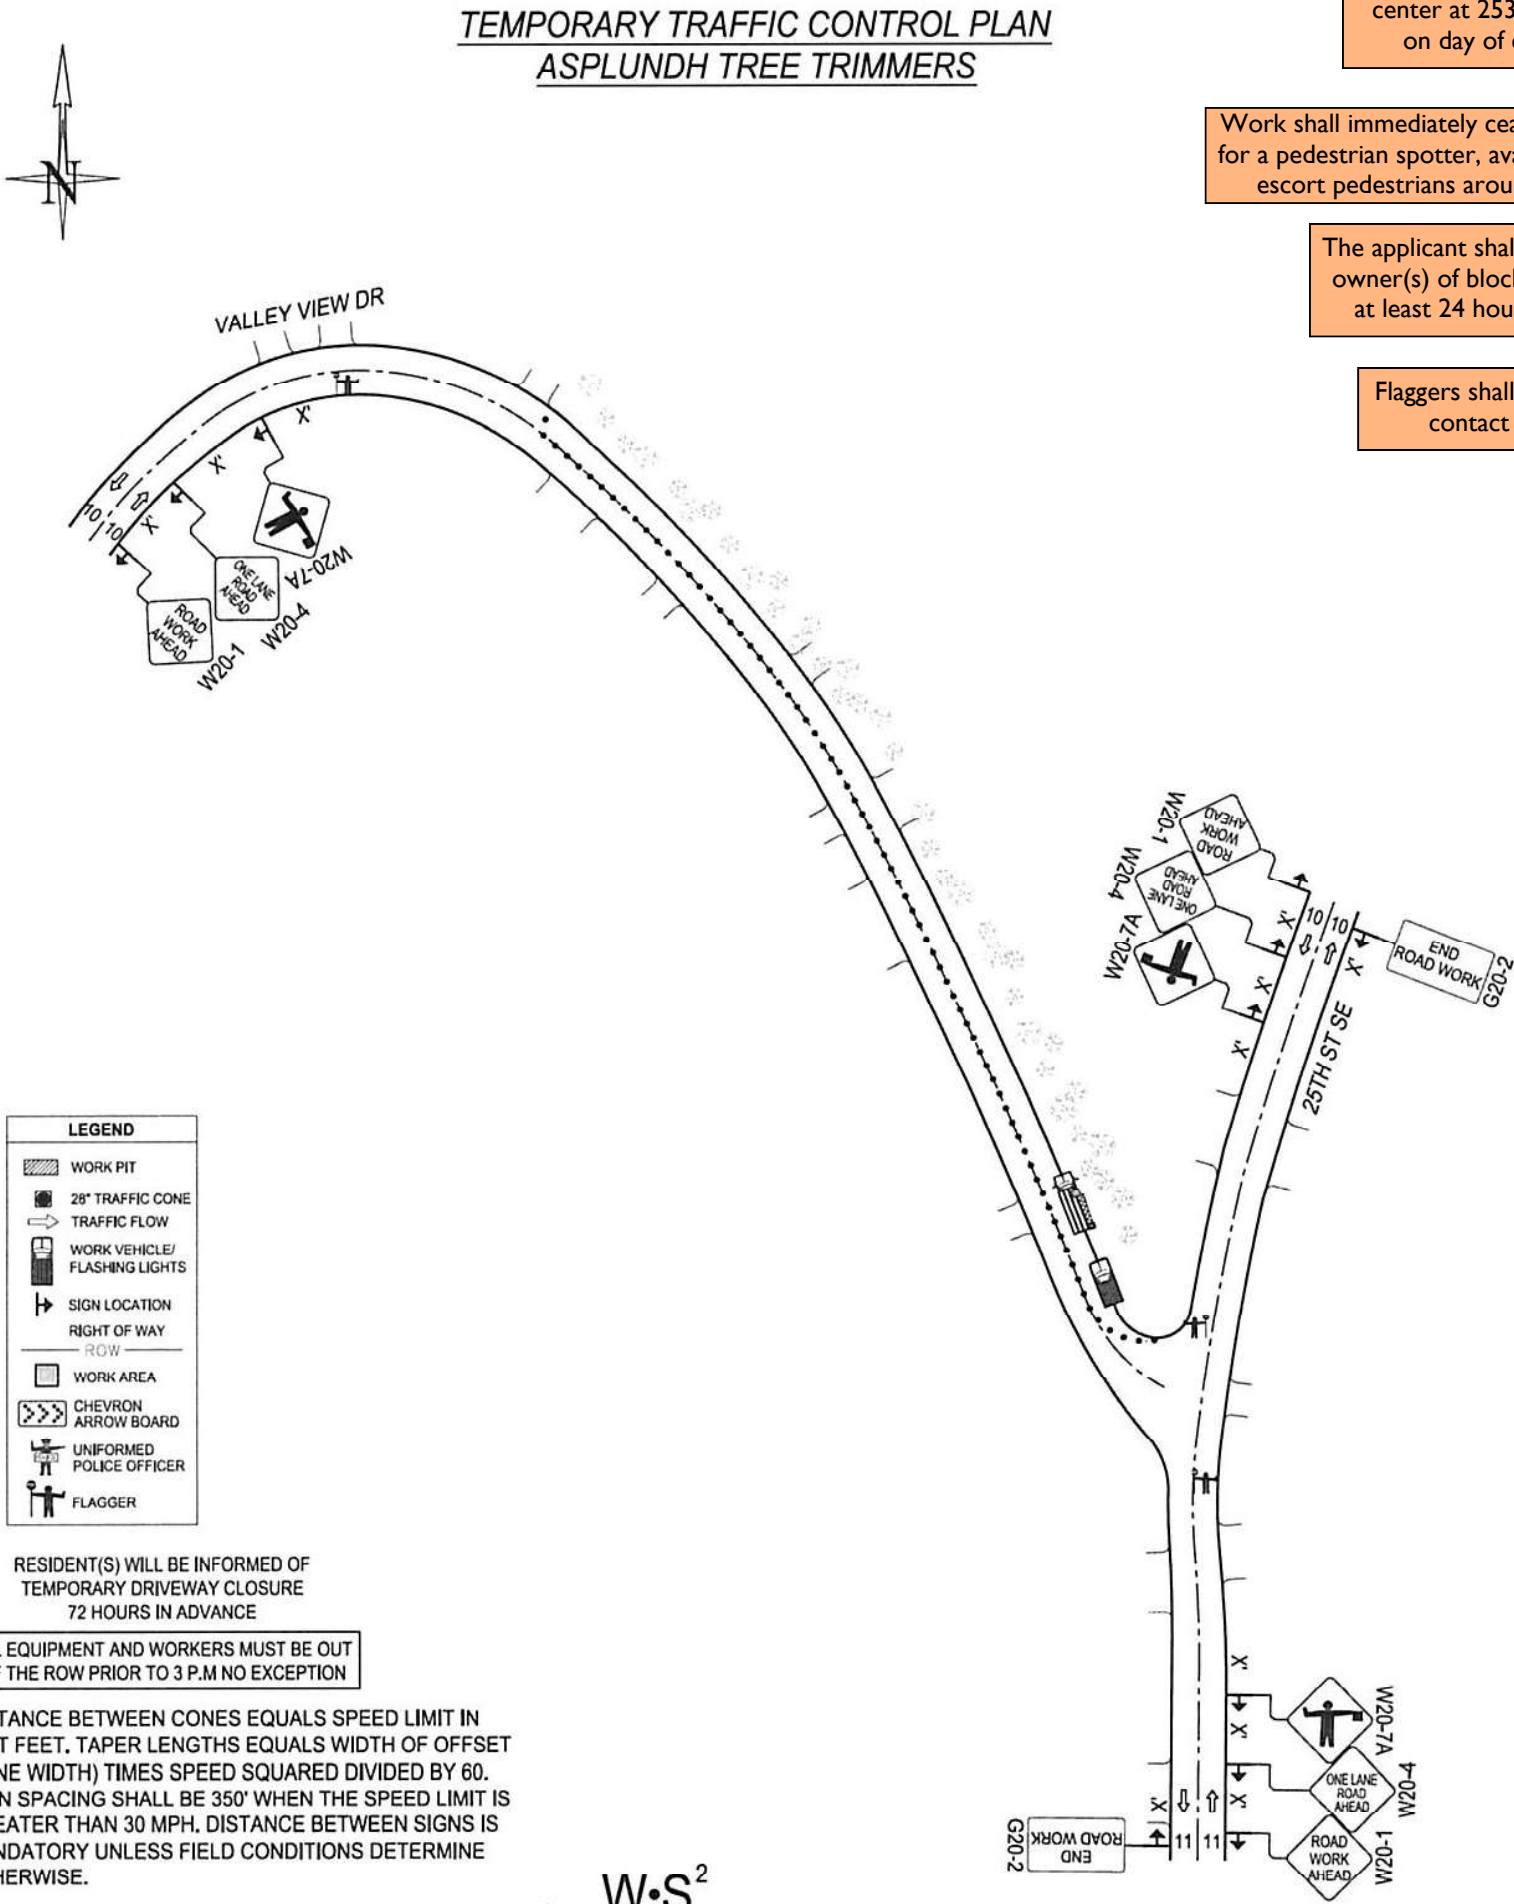 TEMPORARY TRAFFIC CONTROL PLAN
ASPLUNDH TREE TRIMMERS
center at 253
on day of
Work shall immediately cea
for a pedestrian spotter, ava
escort pedestrians arou
The applicant shal
owner(s) of bloc
at least 24 hou
Flaggers shall
contact
N
VALLEY VIEW DR
X'
X'
X'
10
10
W20-7A
ONE LANE
ROAD
AHEAD
W20-4
ROAD
WORK
AHEAD
W20-1
W20-1
ROAD
WORK
AHEAD
W20-4
ONE LANE
ROAD
AHEAD
W20-7A
X'
X'
X'
10
10
X'
END
ROAD WORK
G20-2
25TH ST SE
LEGEND
WORK PIT
28" TRAFFIC CONE
TRAFFIC FLOW
WORK VEHICLE/
FLASHING LIGHTS
SIGN LOCATION
RIGHT OF WAY
ROW
WORK AREA
CHEVRON
ARROW BOARD
UNIFORMED
POLICE OFFICER
FLAGGER
RESIDENT(S) WILL BE INFORMED OF
TEMPORARY DRIVEWAY CLOSURE
72 HOURS IN ADVANCE
EQUIPMENT AND WORKERS MUST BE OUT
THE ROW PRIOR TO 3 P.M NO EXCEPTION
TANCE BETWEEN CONES EQUALS SPEED LIMIT IN
T FEET. TAPER LENGTHS EQUALS WIDTH OF OFFSET
NE WIDTH) TIMES SPEED SQUARED DIVIDED BY 60.
N SPACING SHALL BE 350' WHEN THE SPEED LIMIT IS
EATER THAN 30 MPH. DISTANCE BETWEEN SIGNS IS
NDATORY UNLESS FIELD CONDITIONS DETERMINE
HERWISE.
W•S²
X'
X'
X'
W20-7A
ONE LANE
ROAD
AHEAD
W20-4
ROAD
WORK
AHEAD
W20-1
X'
11
11
END
ROAD WORK
G20-2